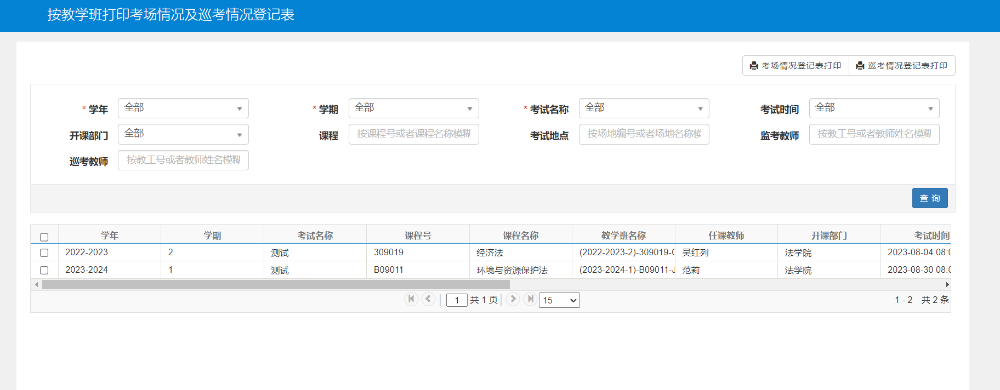 按教学班打印考场情况及巡考情况登记表
考场情况登记表打印 巡考情况登记表打印
* 学年 全部 * 学期 全部 * 考试名称 全部 考试时间 全部
开课部门 全部 课程 按课程号或者课程名称模糊 考试地点 按场地编号或者场地名称模 监考教师 按教工号或者教师姓名模糊
巡考教师 按教工号或者教师姓名模糊
查 询
学年 学期 考试名称 课程号 课程名称 教学班名称 任课教师 开课部门 考试时间
2022-2023 2 测试 309019 经济法 (2022-2023-2)-309019- 吴红列 法学院 2023-08-04 08:
2023-2024 1 测试 B09011 环境与资源保护法 (2023-2024-1)-B09011- 范莉 法学院 2023-08-30 08:
1 共 1 页 15 1 - 2 共 2 条